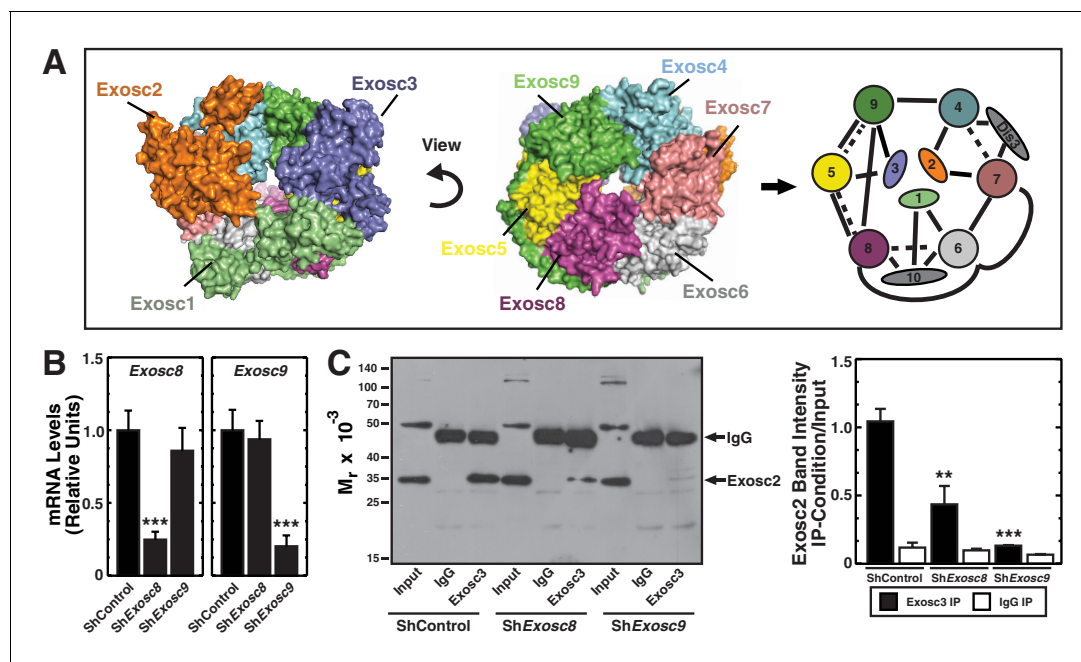 A
Exosc2
Exosc3
Exosc1
View
Exosc9
Exosc4
Exosc7
Exosc5
Exosc8
Exosc6
9
4
Dis3
5
3
2
7
1
8
6
10
B
mRNA Levels
(Relative Units)
1.5
1.0
0.5
0
Exosc8
Exosc9
***
***
ShControl
ShExosc8
ShExosc9
ShControl
ShExosc8
ShExosc9
C
Mr x 10-3
140
100
70
50
40
35
25
15
IgG
Exosc2
Input
IgG
Exosc3
Input
IgG
Exosc3
Input
IgG
Exosc3
ShControl
ShExosc8
ShExosc9
Exosc2 Band Intensity
IP-Condition/Input
1.5
1.0
0.5
0
**
***
ShControl
ShExosc8
ShExosc9
Exosc3 IP
IgG IP